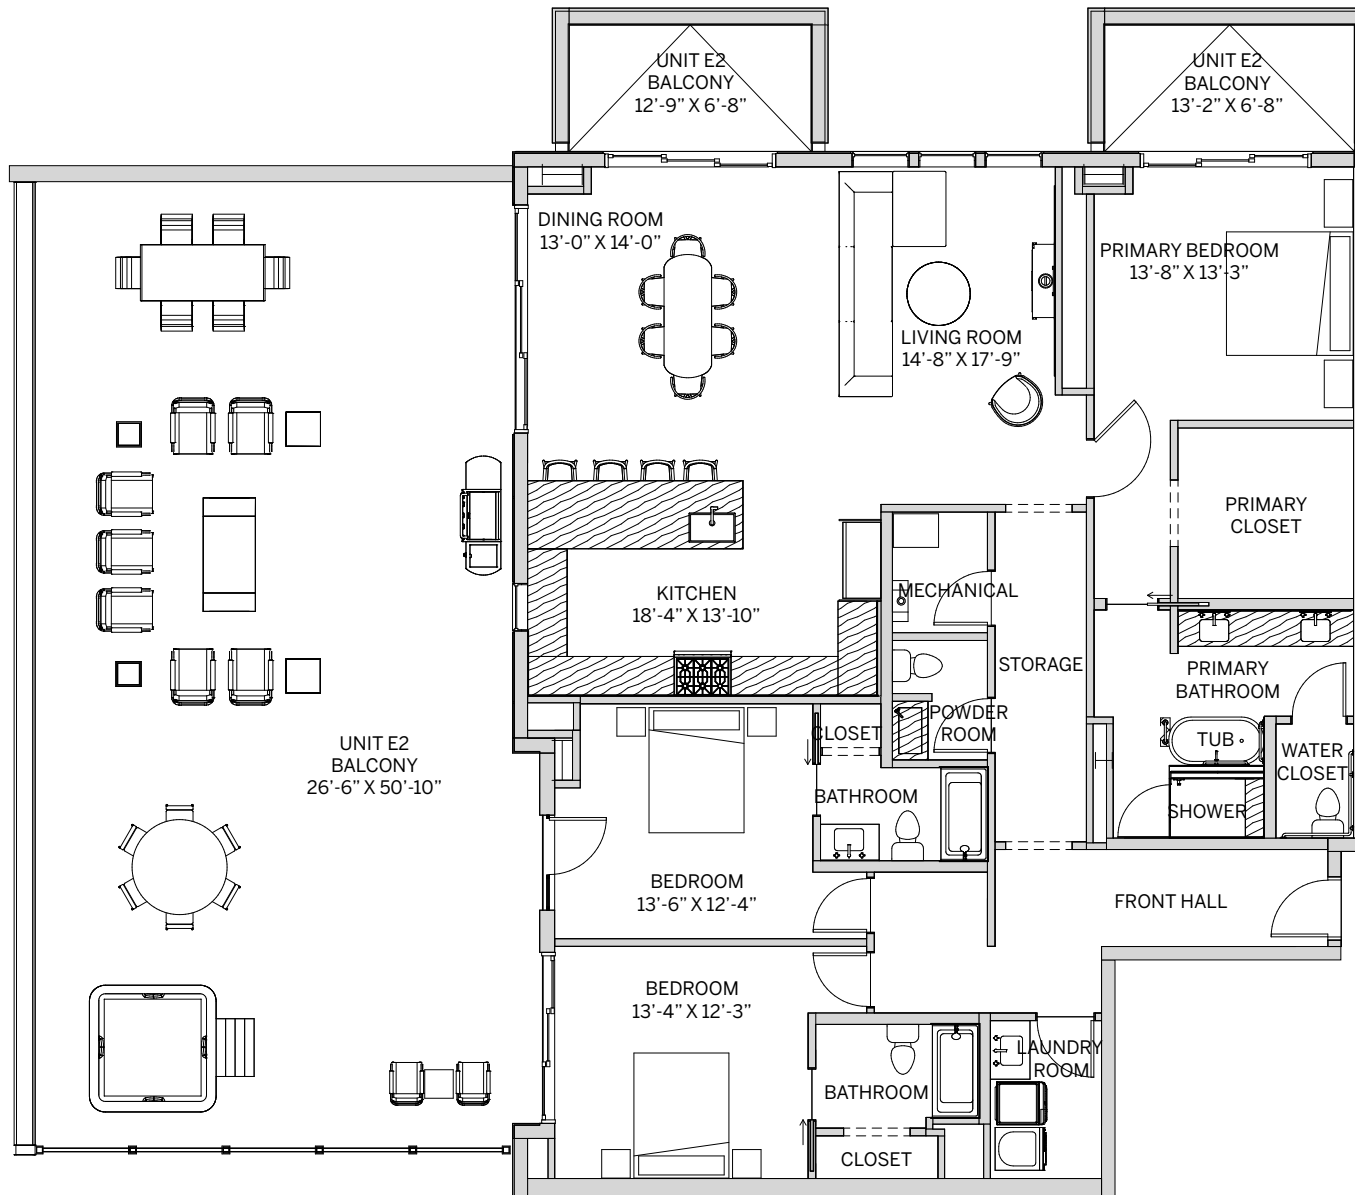 UNIT E2
BALCONY
12'-9” X 6'-8”
UNIT E2
BALCONY
13'-2” X 6'-8”
DINING ROOM
13'-0” X 14'-0”
PRIMARY BEDROOM
13'-8” X 13'-3”
LIVING ROOM
14'-8” X 17'-9”
PRIMARY
CLOSET
KITCHEN
18'-4” X 13'-10”
MECHANICAL
STORAGE
PRIMARY
BATHROOM
POWDER
ROOM
CLOSET
UNIT E2
BALCONY
26'-6” X 50'-10”
TUB
WATER
CLOSET
BATHROOM
SHOWER
BEDROOM
13'-6” X 12'-4”
FRONT HALL
BEDROOM
13'-4” X 12'-3”
LAUNDRY
ROOM
BATHROOM
CLOSET